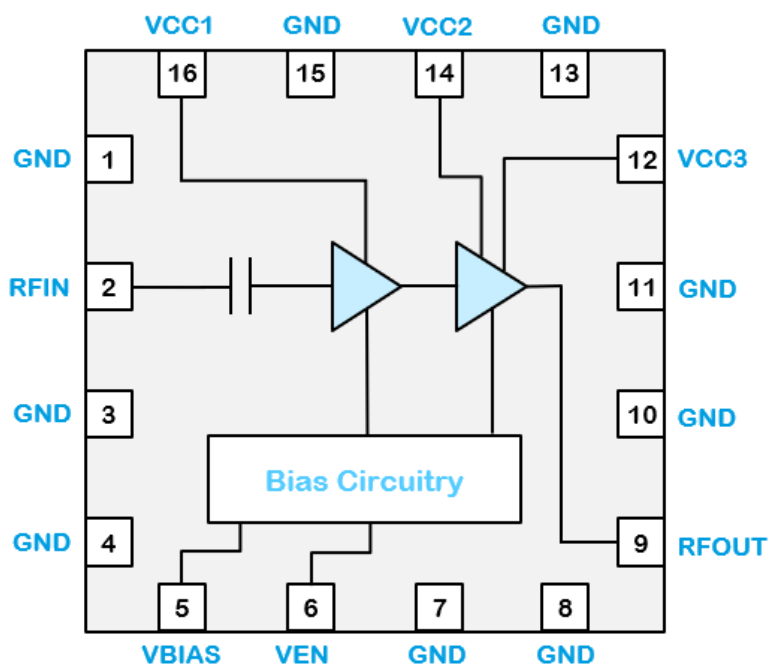 VCC1 GND VCC2 GND
16 15 14 13
GND 1 12 VCC3
RFIN 2 11 GND
GND 3 10 GND
Bias Circuitry
GND 4 9 RFOUT
5 6 7 8
VBIAS VEN GND GND